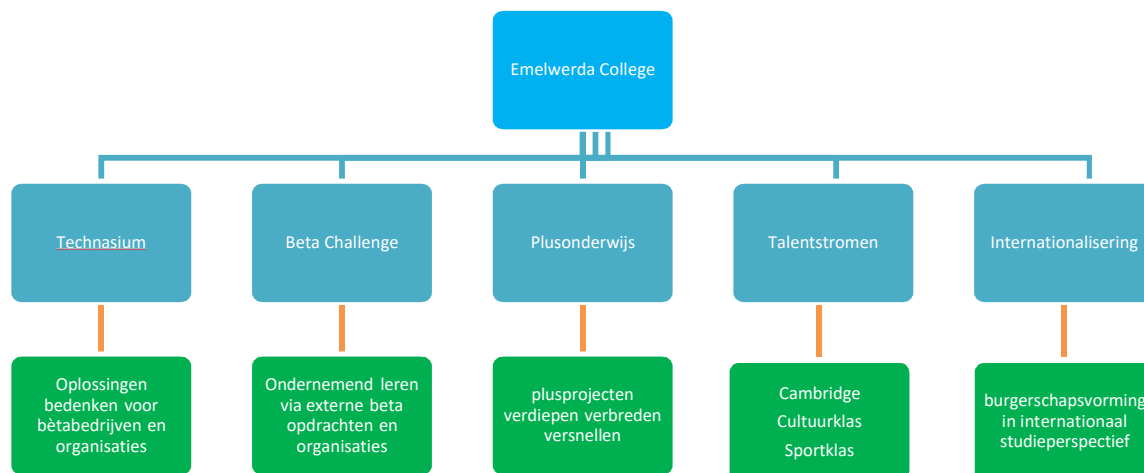 Emelwerda College
Technasium
Beta Challenge
Plusonderwijs
Talentstromen
Internationalisering
Oplossingen
bedenken voor
bètabedrijven en
organisaties
Ondernemend leren
via externe beta
opdrachten en
organisaties
plusprojecten
verdiepen verbreden
versnellen
Cambridge
Cultuurklas
Sportklas
burgerschapsvorming
in internationaal
studieperspectief